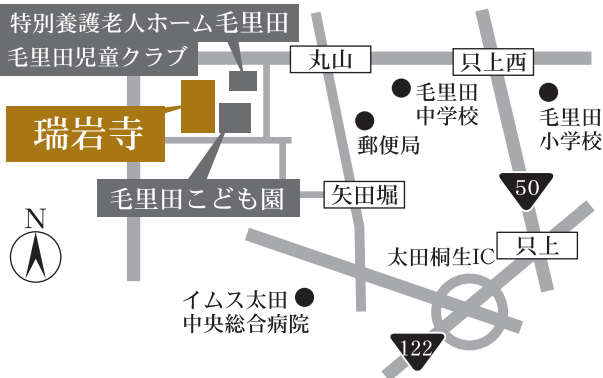 特別養護老人ホーム毛里田
毛里田児童クラブ
丸山
只上西
毛里田
中学校
毛里田
小学校
瑞岩寺
郵便局
毛里田こども園
矢田堀
50
N
只上
太田桐生IC
イムス太田
中央総合病院
122